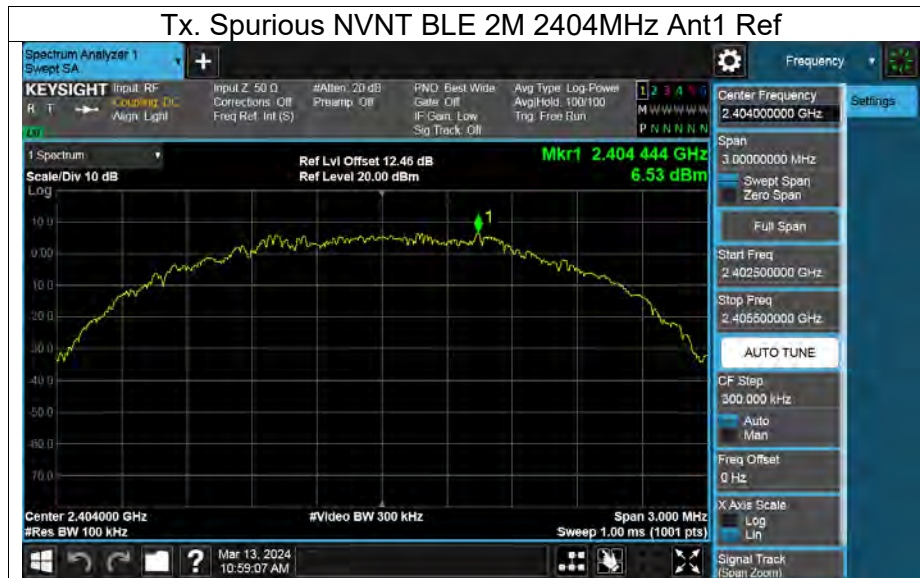 Tx. Spurious NVNT BLE 2M 2404MHz Ant1 Ref
Spectrum Analyzer 1
Swept SA
+
Frequency
KEYSIGHT
R T
LXI
Input: RF
Coupling: DC
Align: Light
Input Z: 50 Ω
Corrections: Off
Freq Ref: Int (S)
#Atten: 20 dB
Preamp: Off
PNO: Best Wide
Gate: Off
IF Gain: Low
Sig Track: Off
Avg Type: Log-Power
Avg|Hold: 100/100
Trig: Free Run
1 2 3 4 5 6
M W W W W W
P N N N N N
1 Spectrum
Scale/Div 10 dB
Ref Lvl Offset 12.46 dB
Ref Level 20.00 dBm
Mkr1 2.404 444 GHz
6.53 dBm
Log
1
10.0
0.00
-10.0
-20.0
-30.0
-40.0
-50.0
-60.0
-70.0
Center 2.404000 GHz
#Res BW 100 kHz
#Video BW 300 kHz
Span 3.000 MHz
Sweep 1.00 ms (1001 pts)
?
Mar 13, 2024
10:59:07 AM
Center Frequency
2.404000000 GHz
Span
3.00000000 MHz
Swept Span
Zero Span
Full Span
Start Freq
2.402500000 GHz
Stop Freq
2.405500000 GHz
AUTO TUNE
CF Step
300.000 kHz
Auto
Man
Freq Offset
0 Hz
X Axis Scale
Log
Lin
Signal Track
(Span Zoom)
Settings